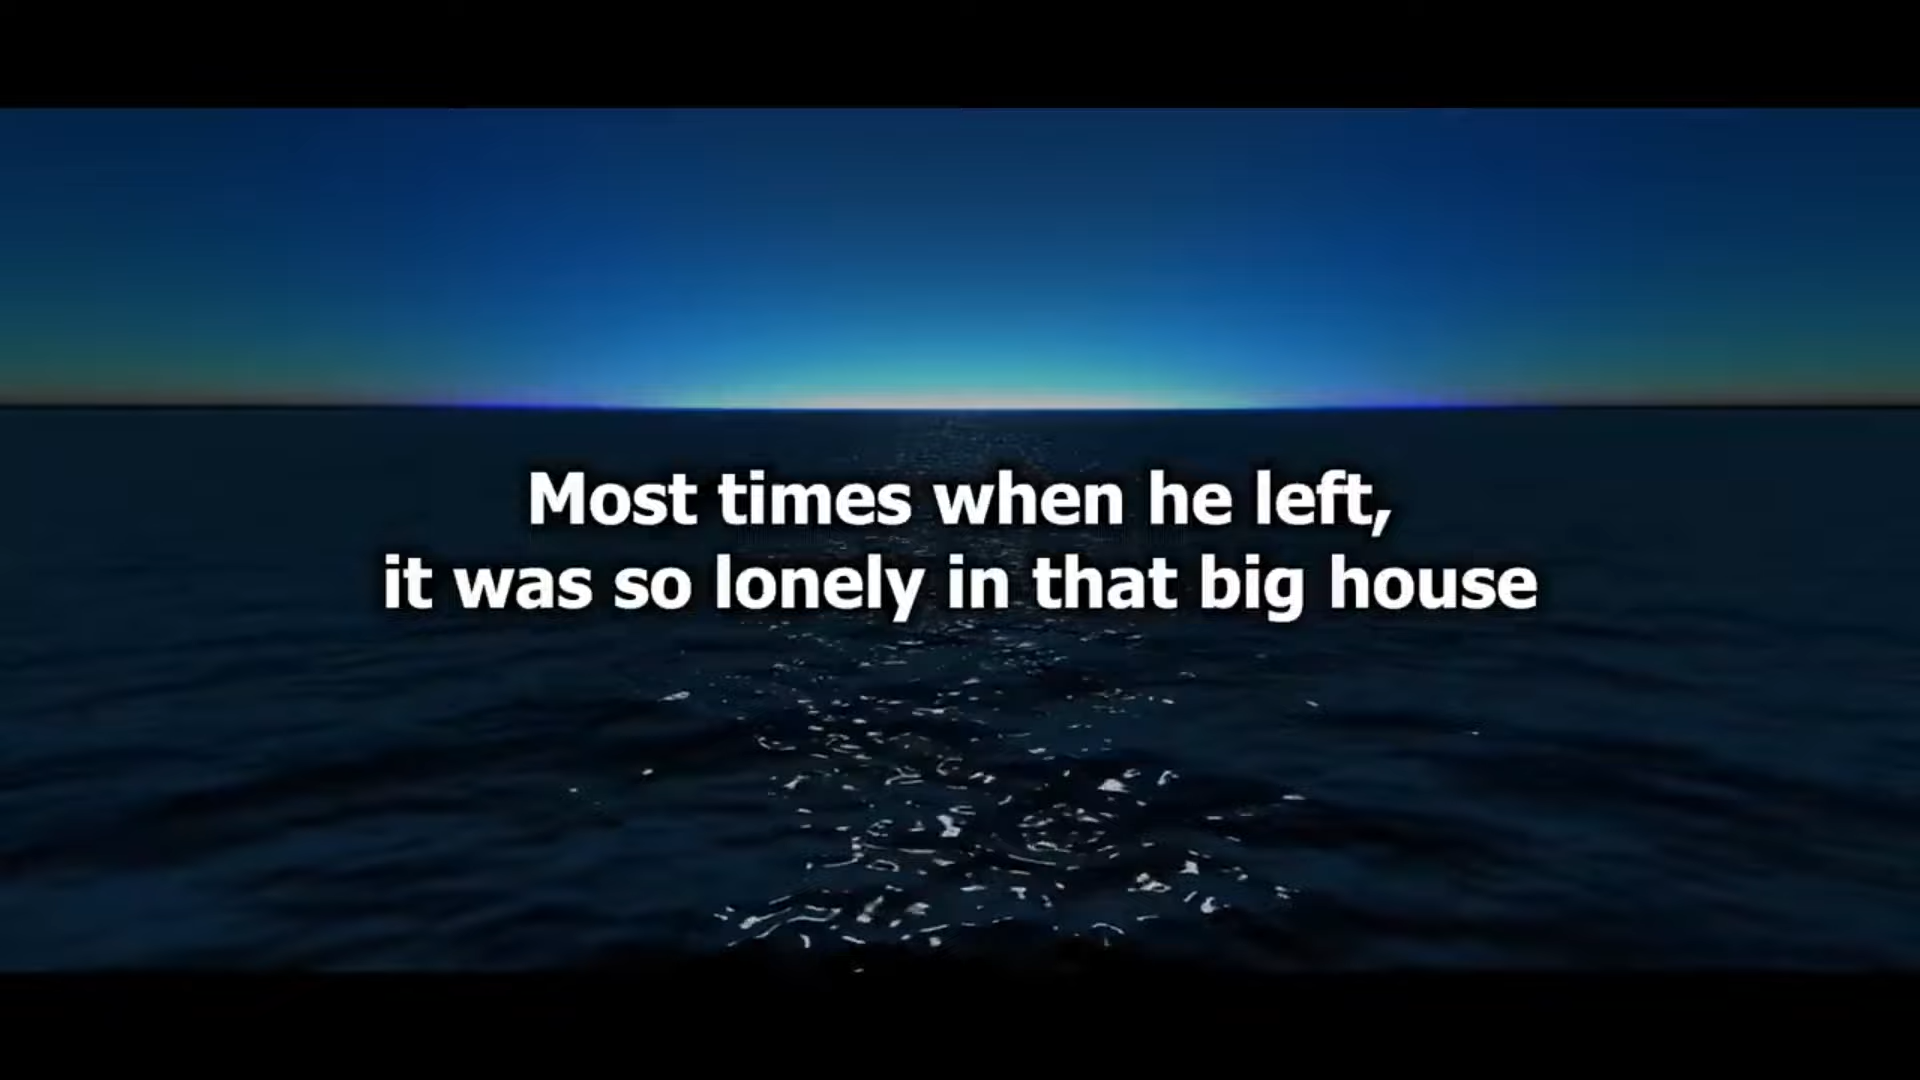 Most times when he left,
it was so lonely in that big house